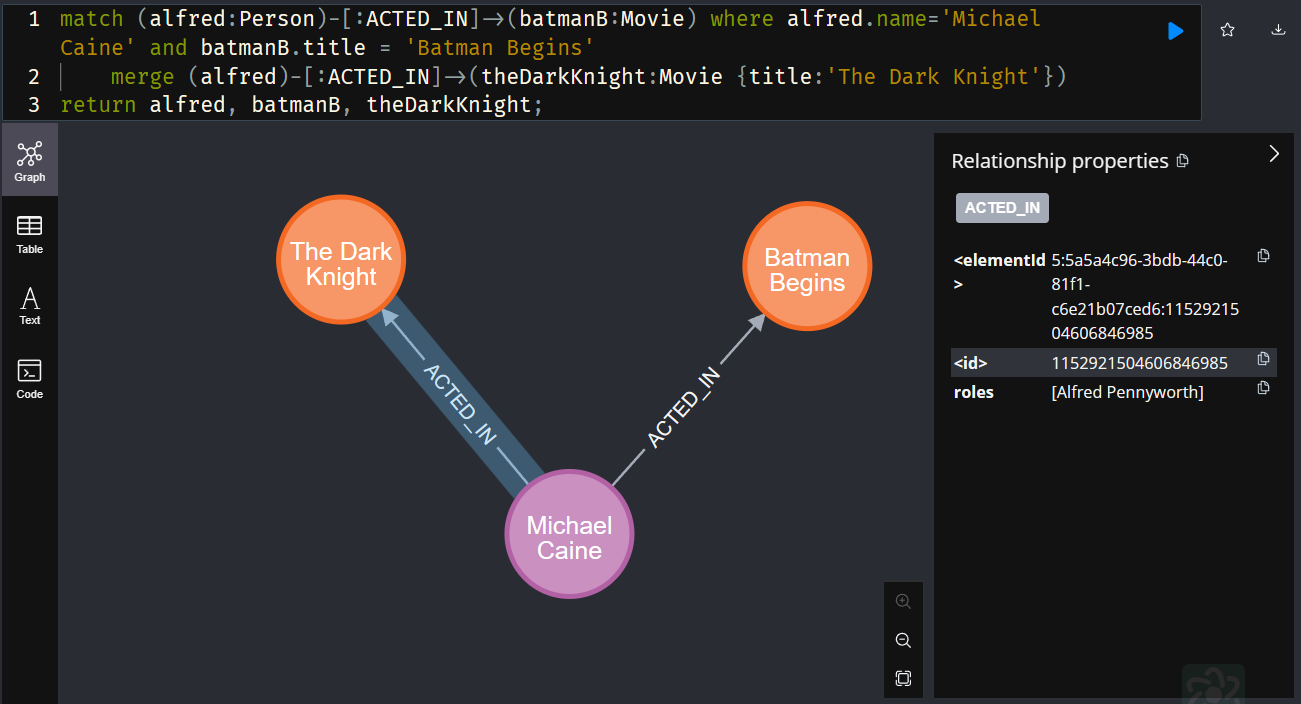 1 match (alfred:Person)-[:ACTED_IN]->(batmanB:Movie) where alfred.name='Michael
Caine' and batmanB.title = 'Batman Begins'
2 merge (alfred)-[:ACTED_IN]->(theDarkKnight:Movie {title:'The Dark Knight'})
3 return alfred, batmanB, theDarkKnight;
Graph
Table
Text
Code
The Dark
Knight
Batman
Begins
ACTED_IN
ACTED_IN
Michael
Caine
Relationship properties
ACTED_IN
<elementId 5:5a5a4c96-3bdb-44c0-
> 81f1-
c6e21b07ced6:11529215
04606846985
<id> 1152921504606846985
roles [Alfred Pennyworth]